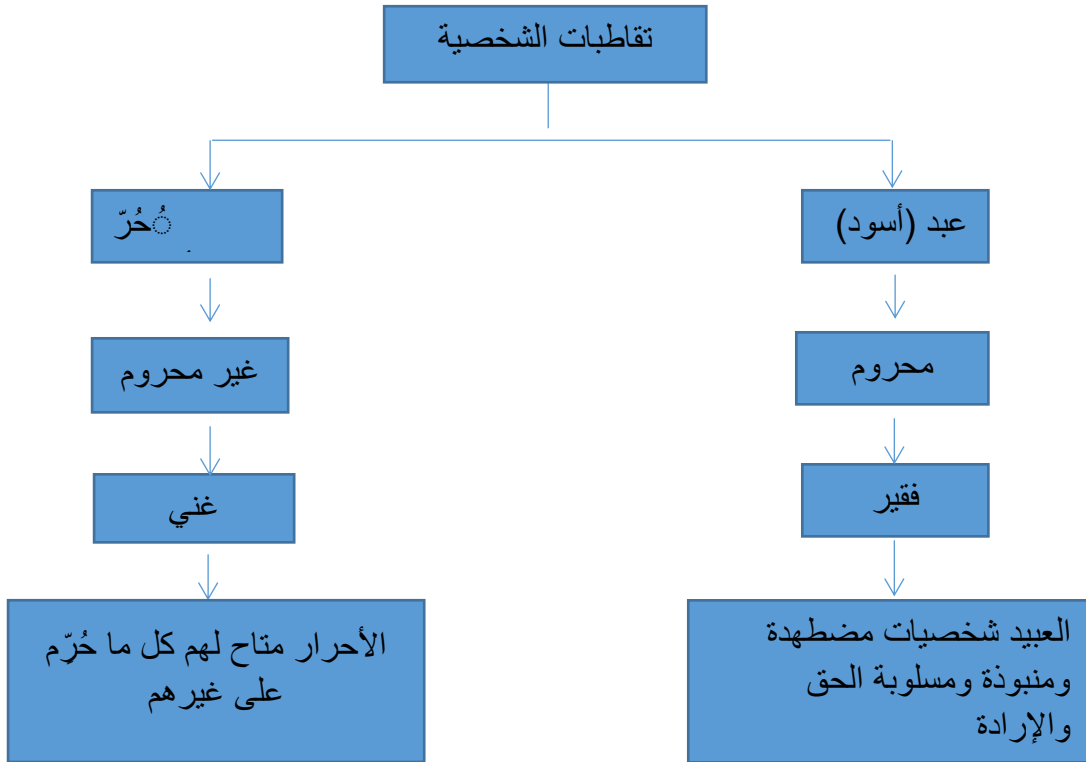 تقاطبات الشخصية
عبد (أسود)
ُحُرّ
محروم
غير محروم
فقير
غني
العبيد شخصيات مضطهدة
ومنبوذة ومسلوبة الحق
والإرادة
الأحرار متاح لهم كل ما حُرِّم
على غيرهم